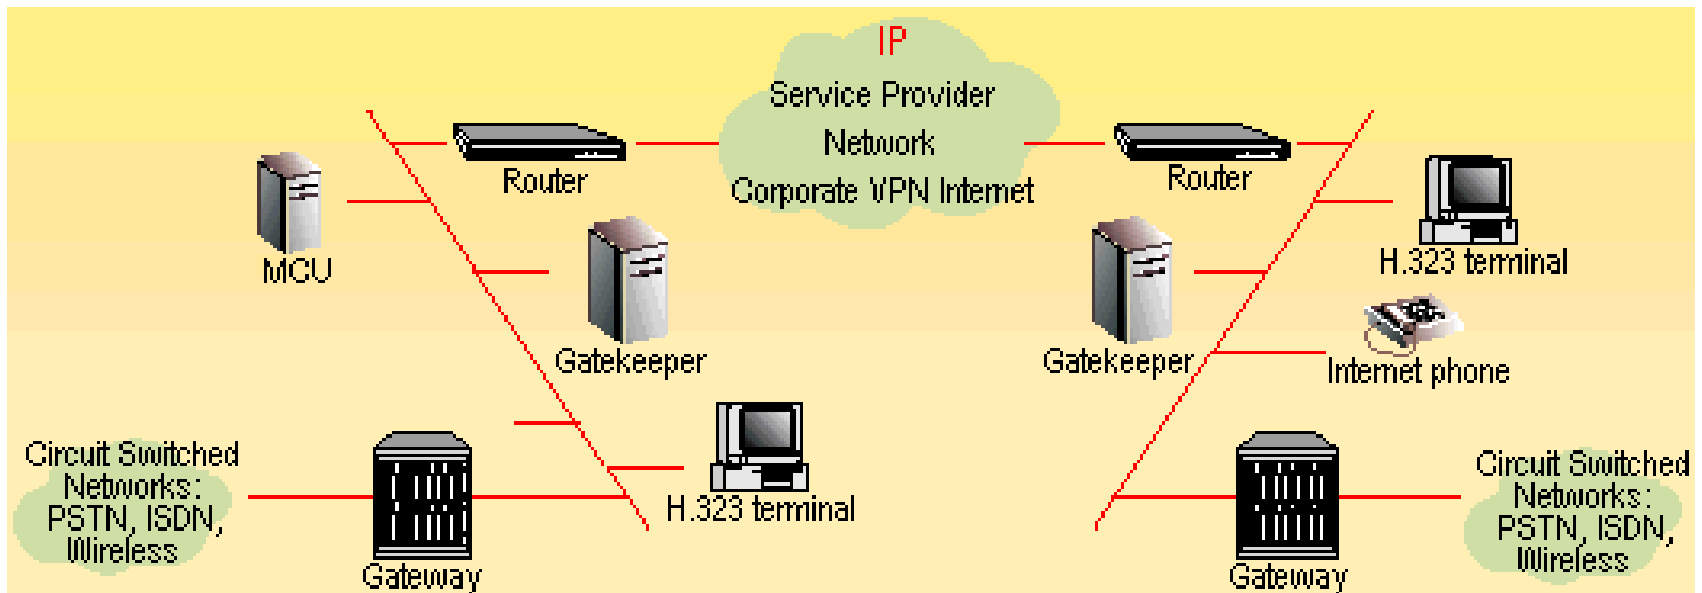 IP
Service Provider
Network
Corporate VPN Internet
Router
Router
MCU
H.323 terminal
Gatekeeper
Gatekeeper
Internet phone
Circuit Switched
Networks:
PSTN, ISDN,
Wireless
Gateway
H.323 terminal
Gateway
Circuit Switched
Networks:
PSTN, ISDN,
Wireless